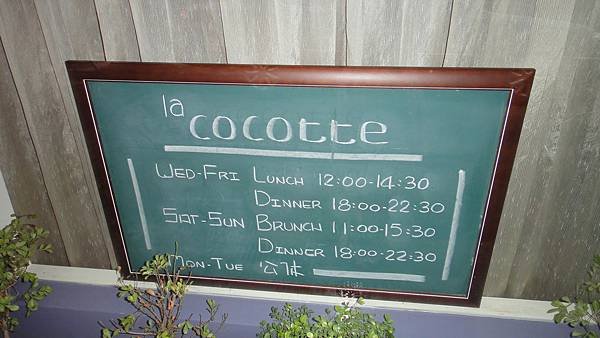 la
cocotte
WED-FRI LUNCH 12:00-14:30
DINNER 18:00-22:30
SAT-SUN BRUNCH 11:00-15:30
DINNER 18:00-22:30
MON-TUE 公休